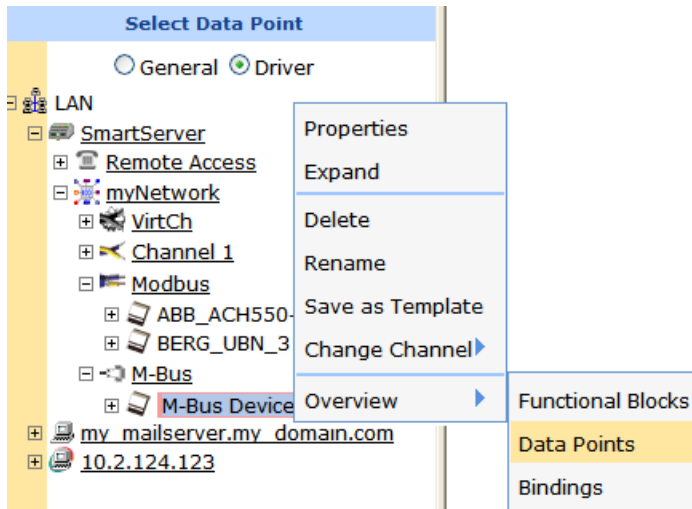 Select Data Point
General Driver
LAN
SmartServer
Remote Access
myNetwork
VirtCh
Channel 1
Modbus
ABB_ACH550-
BERG_UBN_3
M-Bus
M-Bus Device
my_mailserver.my_domain.com
10.2.124.123
Properties
Expand
Delete
Rename
Save as Template
Change Channel
Overview
Functional Blocks
Data Points
Bindings